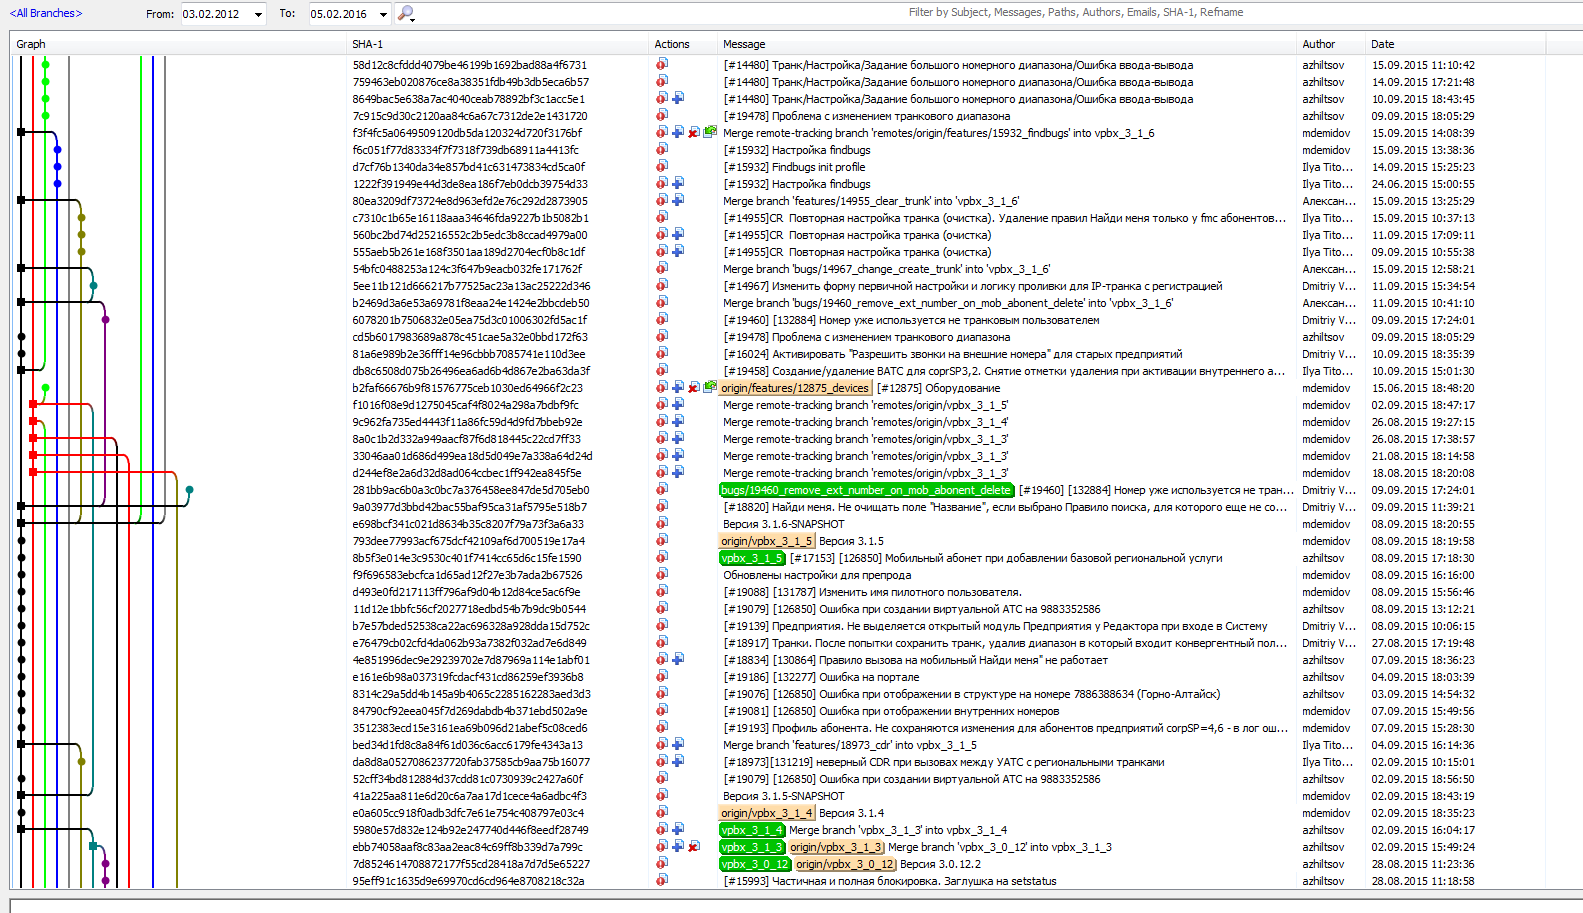 <All Branches> From: 03.02.2012 To: 05.02.2016 Filter by Subject, Messages, Paths, Authors, Emails, SHA-1, Refname
Graph SHA-1 Actions Message Author Date
58d12c8cfddd4079be46199b1692bad88a4f6731 [#14480] Транк/Настройка/Задание большого номерного диапазона/Ошибка ввода-вывода azhiltsov 15.09.2015 11:10:42
759463eb020876ce8a38351fdb49b3db5eca6b57 [#14480] Транк/Настройка/Задание большого номерного диапазона/Ошибка ввода-вывода azhiltsov 14.09.2015 17:21:48
8649bac5e638a7ac4040ceab78892bf3c1acc5e1 [#14480] Транк/Настройка/Задание большого номерного диапазона/Ошибка ввода-вывода azhiltsov 10.09.2015 18:43:45
7c915c9d30c2120aa84c6a67c7312de2e1431720 [#19478] Проблема с изменением транкового диапазона azhiltsov 09.09.2015 18:05:29
f3f4fc5a0649509120db5da120324d720f3176bf Merge remote-tracking branch 'remotes/origin/features/15932_findbugs' into vpbx_3_1_6 mdemidov 15.09.2015 14:08:39
f6c051f77d83334f7f7318f739db68911a4413fc [#15932] Настройка findbugs mdemidov 15.09.2015 13:38:36
d7cf76b1340da34e857bd41c631473834cd5ca0f [#15932] Findbugs init profile Ilya Tito... 14.09.2015 15:25:23
1222f391949e44d3de8ea186f7eb0dcb39754d33 [#15932] Настройка findbugs Ilya Tito... 24.06.2015 15:00:55
80ea3209df73724e8d963efd2e76c292d2873905 Merge branch 'features/14955_clear_trunk' into 'vpbx_3_1_6' Алексан... 15.09.2015 13:25:29
c7310c1b65e16118aaa34646fda9227b1b5082b1 [#14955]CR Повторная настройка транка (очистка). Удаление правил Найди меня только у fmc абонентов... Ilya Tito... 15.09.2015 10:37:13
560bc2bd74d25216552c2b5edc3b8ccad4979a00 [#14955]CR Повторная настройка транка (очистка) Ilya Tito... 11.09.2015 17:09:11
555aeb5b261e168f3501aa189d2704ecf0b8c1df [#14955]CR Повторная настройка транка (очистка) Ilya Tito... 09.09.2015 10:55:38
54bfc0488253a124c3f647b9eacb032fe171762f Merge branch 'bugs/14967_change_create_trunk' into 'vpbx_3_1_6' Алексан... 15.09.2015 12:58:21
5ee11b121d666217b77525ac23a13ac25222d346 [#14967] Изменить форму первичной настройки и логику проливки для IP-транка с регистрацией Dmitriy V... 11.09.2015 15:34:54
b2469d3a6e53a69781f8eaa24e1424e2bbcdeb50 Merge branch 'bugs/19460_remove_ext_number_on_mob_abonent_delete' into 'vpbx_3_1_6' Алексан... 11.09.2015 10:41:10
6078201b7506832e05ea75d3c01006302fd5ac1f [#19460] [132884] Номер уже используется не транковым пользователем Dmitriy V... 09.09.2015 17:24:01
cd5b6017983689a878c451cae5a32e0bbd172f63 [#19478] Проблема с изменением транкового диапазона azhiltsov 09.09.2015 18:05:29
81a6e989b2e36fff14e96cbbb7085741e110d3ee [#16024] Активировать "Разрешить звонки на внешние номера" для старых предприятий Dmitriy V... 10.09.2015 18:35:39
db8c6508d075b26496ea6ad6b4d867e2ba63da3f [#19458] Создание/удаление ВАТС для coprSP3,2. Снятие отметки удаления при активации внутреннего а... azhiltsov 10.09.2015 15:01:30
b2faf66676b9f81576775ceb1030ed64966f2c23 origin/features/12875_devices [#12875] Оборудование mdemidov 15.06.2015 18:48:20
f1016f08e9d1275045caf4f8024a298a7bdbf9fc Merge remote-tracking branch 'remotes/origin/vpbx_3_1_5' mdemidov 02.09.2015 18:47:17
9c962fa735ed4443f11a86fc59d4d9fd7bbeb92e Merge remote-tracking branch 'remotes/origin/vpbx_3_1_4' mdemidov 26.08.2015 19:27:15
8a0c1b2d332a949aacf87f6d818445c22cd7ff33 Merge remote-tracking branch 'remotes/origin/vpbx_3_1_3' mdemidov 26.08.2015 17:38:57
33046aa01d686d499ea18d5d049e7a338a64d24d Merge remote-tracking branch 'remotes/origin/vpbx_3_1_3' mdemidov 21.08.2015 18:14:58
d244ef8e2a6d32d8ad064ccbec1ff942ea845f5e Merge remote-tracking branch 'remotes/origin/vpbx_3_1_3' mdemidov 18.08.2015 18:20:08
281bb9ac6b0a3c0bc7a376458ee847de5d705eb0 bugs/19460_remove_ext_number_on_mob_abonent_delete [#19460] [132884] Номер уже используется не тран... Dmitriy V... 09.09.2015 17:24:01
9a03977d3bbd42bac55baf95ca31af5795e518b7 [#18820] Найди меня. Не очищать поле "Название", если выбрано Правило поиска, для которого еще не со... Dmitriy V... 09.09.2015 11:39:21
e698bcf341c021d8634b35c8207f79a73f3a6a33 Версия 3.1.6-SNAPSHOT mdemidov 08.09.2015 18:20:55
793dee77993acf675dcf42109af6d700519e17a4 origin/vpbx_3_1_5 Версия 3.1.5 mdemidov 08.09.2015 18:19:58
8b5f3e014e3c9530c401f7414cc65d6c15fe1590 vpbx_3_1_5 [#17153] [126850] Мобильный абонет при добавлении базовой региональной услуги azhiltsov 08.09.2015 17:18:30
f9f696583ebcfca1d65ad12f27e3b7ada2b67526 Обновлены настройки для препрода mdemidov 08.09.2015 16:16:00
d493e0fd217113ff796af9d04b12d84ce5ac6f9e [#19088] [131787] Изменить имя пилотного пользователя. mdemidov 08.09.2015 15:56:46
11d12e1bbfc56cf2027718edbd54b7b9dc9b0544 [#19079] [126850] Ошибка при создании виртуальной АТС на 9883352586 azhiltsov 08.09.2015 13:12:21
b7e57bded52538ca22ac696328a928dda15d752c [#19139] Предприятия. Не выделяется открытый модуль Предприятия у Редактора при входе в Систему Dmitriy V... 08.09.2015 10:06:15
e76479cb02cfd4da062b93a7382f032ad7e6d849 [#18917] Транки. После попытки сохранить транк, удалив диапазон в который входит конвергентный пол... Dmitriy V... 27.08.2015 17:19:48
4e851996dec9e29239702e7d87969a114e1abf01 [#18834] [130864] Правило вызова на мобильный Найди меня" не работает azhiltsov 07.09.2015 18:36:23
e161e6b98a037319fcdacf431cd86259ef3936b8 [#19186] [132277] Ошибка на портале azhiltsov 04.09.2015 18:03:39
8314c29a5dd4b145a9b4065c2285162283aed3d3 [#19076] [126850] Ошибка при отображении в структуре на номере 7886388634 (Горно-Алтайск) azhiltsov 03.09.2015 14:54:32
84790cf92eea045f7d269dabdb4b371ebd502a9e [#19081] [126850] Ошибка при отображении внутренних номеров mdemidov 07.09.2015 15:49:56
3512383ecd15e3161ea69b096d21abef5c08ced6 [#19193] Профиль абонента. Не сохраняются изменения для абонентов предприятий corpSP=4,6 - в лог ош... mdemidov 07.09.2015 15:28:30
bed34d1fd8c8a84f61d036c6acc6179fe4343a13 Merge branch 'features/18973_cdr' into vpbx_3_1_5 Ilya Tito... 04.09.2015 16:14:36
da8d8a0527086237720fab37585cb9aa75b16077 [#18973][131219] неверный CDR при вызовах между УАТС с региональными транками Ilya Tito... 02.09.2015 10:15:01
52cff34bd812884d37cdd81c0730939c2427a60f [#19079] [126850] Ошибка при создании виртуальной АТС на 9883352586 azhiltsov 02.09.2015 18:56:50
41a225aa811e6d20c6a7aa17d1cece4a6adbc4f3 Версия 3.1.5-SNAPSHOT mdemidov 02.09.2015 18:43:19
e0a605cc918f0adb3dfc7e61e754c408797e03c4 origin/vpbx_3_1_4 Версия 3.1.4 mdemidov 02.09.2015 18:35:23
5980e57d832e124b92e247740d446f8eedf28749 vpbx_3_1_4 Merge branch 'vpbx_3_1_3' into vpbx_3_1_4 azhiltsov 02.09.2015 16:04:17
ebb74058aaf8c83aa2eac84c69ff8b339d7a799c vpbx_3_1_3 origin/vpbx_3_1_3 Merge branch 'vpbx_3_0_12' into vpbx_3_1_3 azhiltsov 02.09.2015 15:49:24
7d85246147088​72177f55cd28418a7d7d5e65227 vpbx_3_0_12 origin/vpbx_3_0_12 Версия 3.0.12.2 azhiltsov 28.08.2015 11:23:36
95eff91c1635d9e69970cd6cd964e8708218c32a [#15993] Частичная и полная блокировка. Заглушка на setstatus azhiltsov 28.08.2015 11:18:58